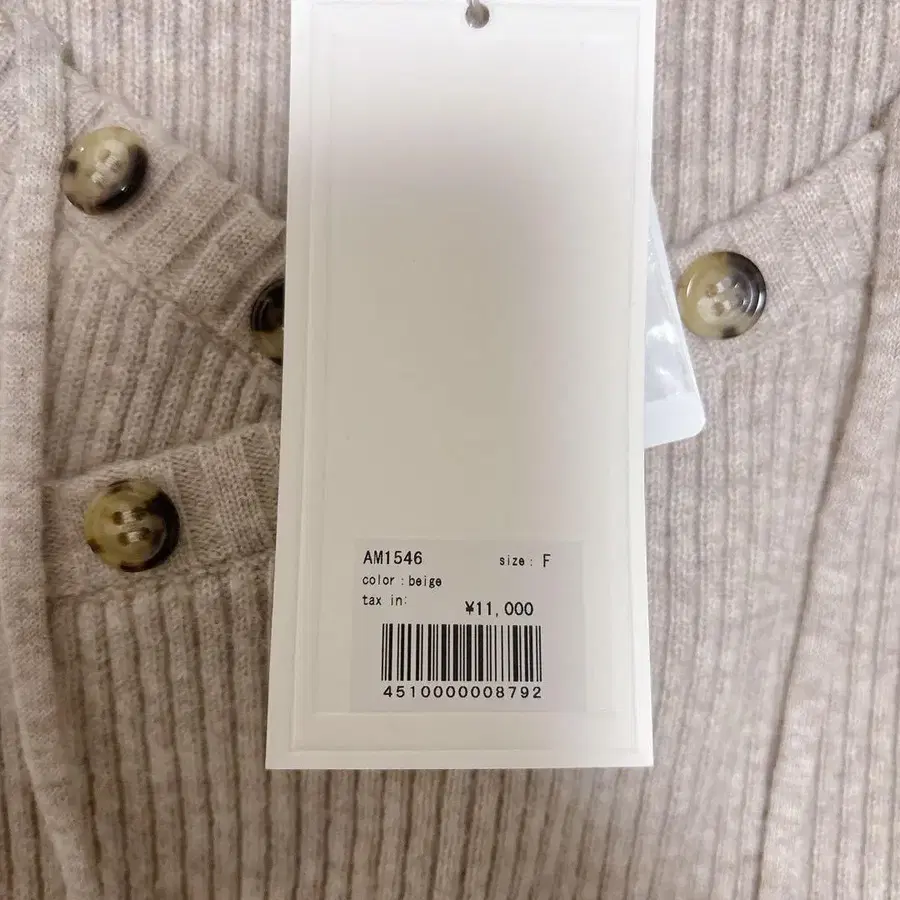 AM1546 size: F
color:beige
tax in: ¥11,000
4510000008792